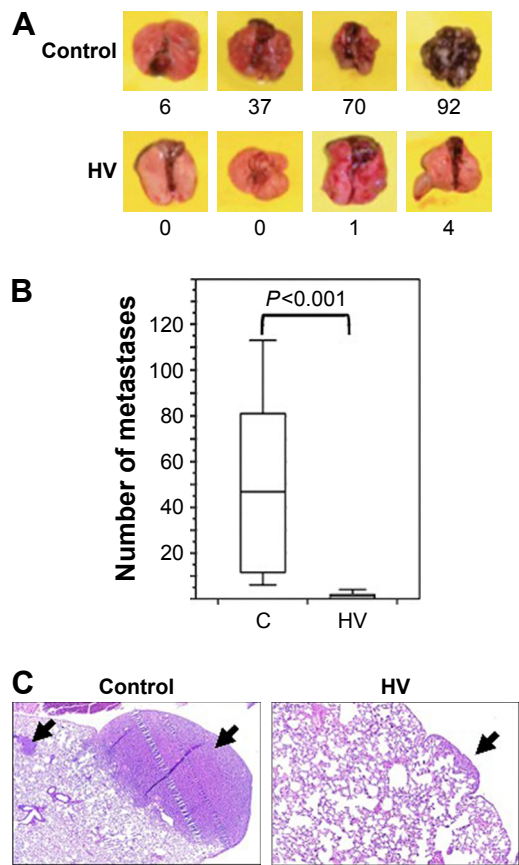 A
Control
6 37 70 92
HV
0 0 1 4
B
P<0.001
Number of metastases
120
100
80
60
40
20
C HV
C
Control HV